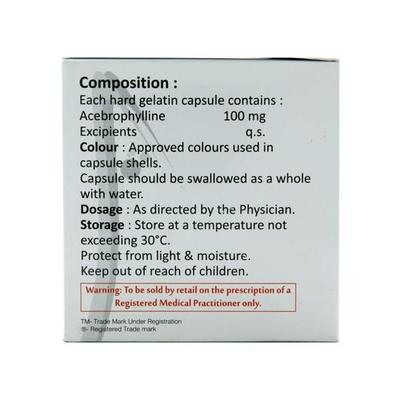 Composition :
Each hard gelatin capsule contains :
Acebrophylline 100 mg
Excipients q.s.
Colour : Approved colours used in
capsule shells.
Capsule should be swallowed as a whole
with water.
Dosage : As directed by the Physician.
Storage : Store at a temperature not
exceeding 30°C.
Protect from light & moisture.
Keep out of reach of children.
Warning: To be sold by retail on the prescription of a
Registered Medical Practitioner only.
TM- Trade Mark Under Registration
®- Registered Trade mark